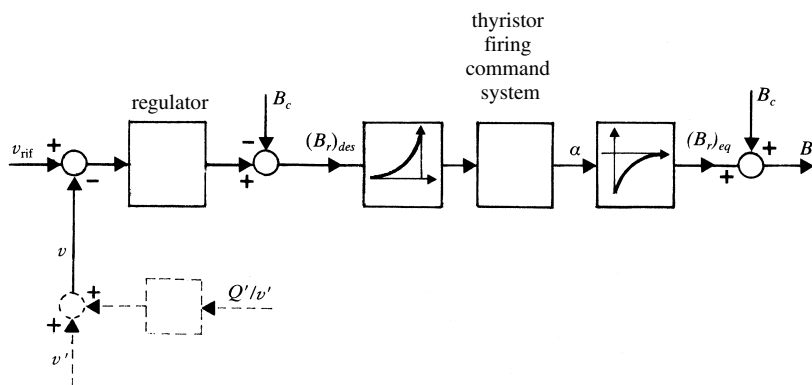 thyristor
firing
command
system
regulator
B_c
B_c
v_rif
+
−
−
+
(B_r)_des
α
(B_r)_eq
+
+
B
v
+
+
Q'/v'
v'